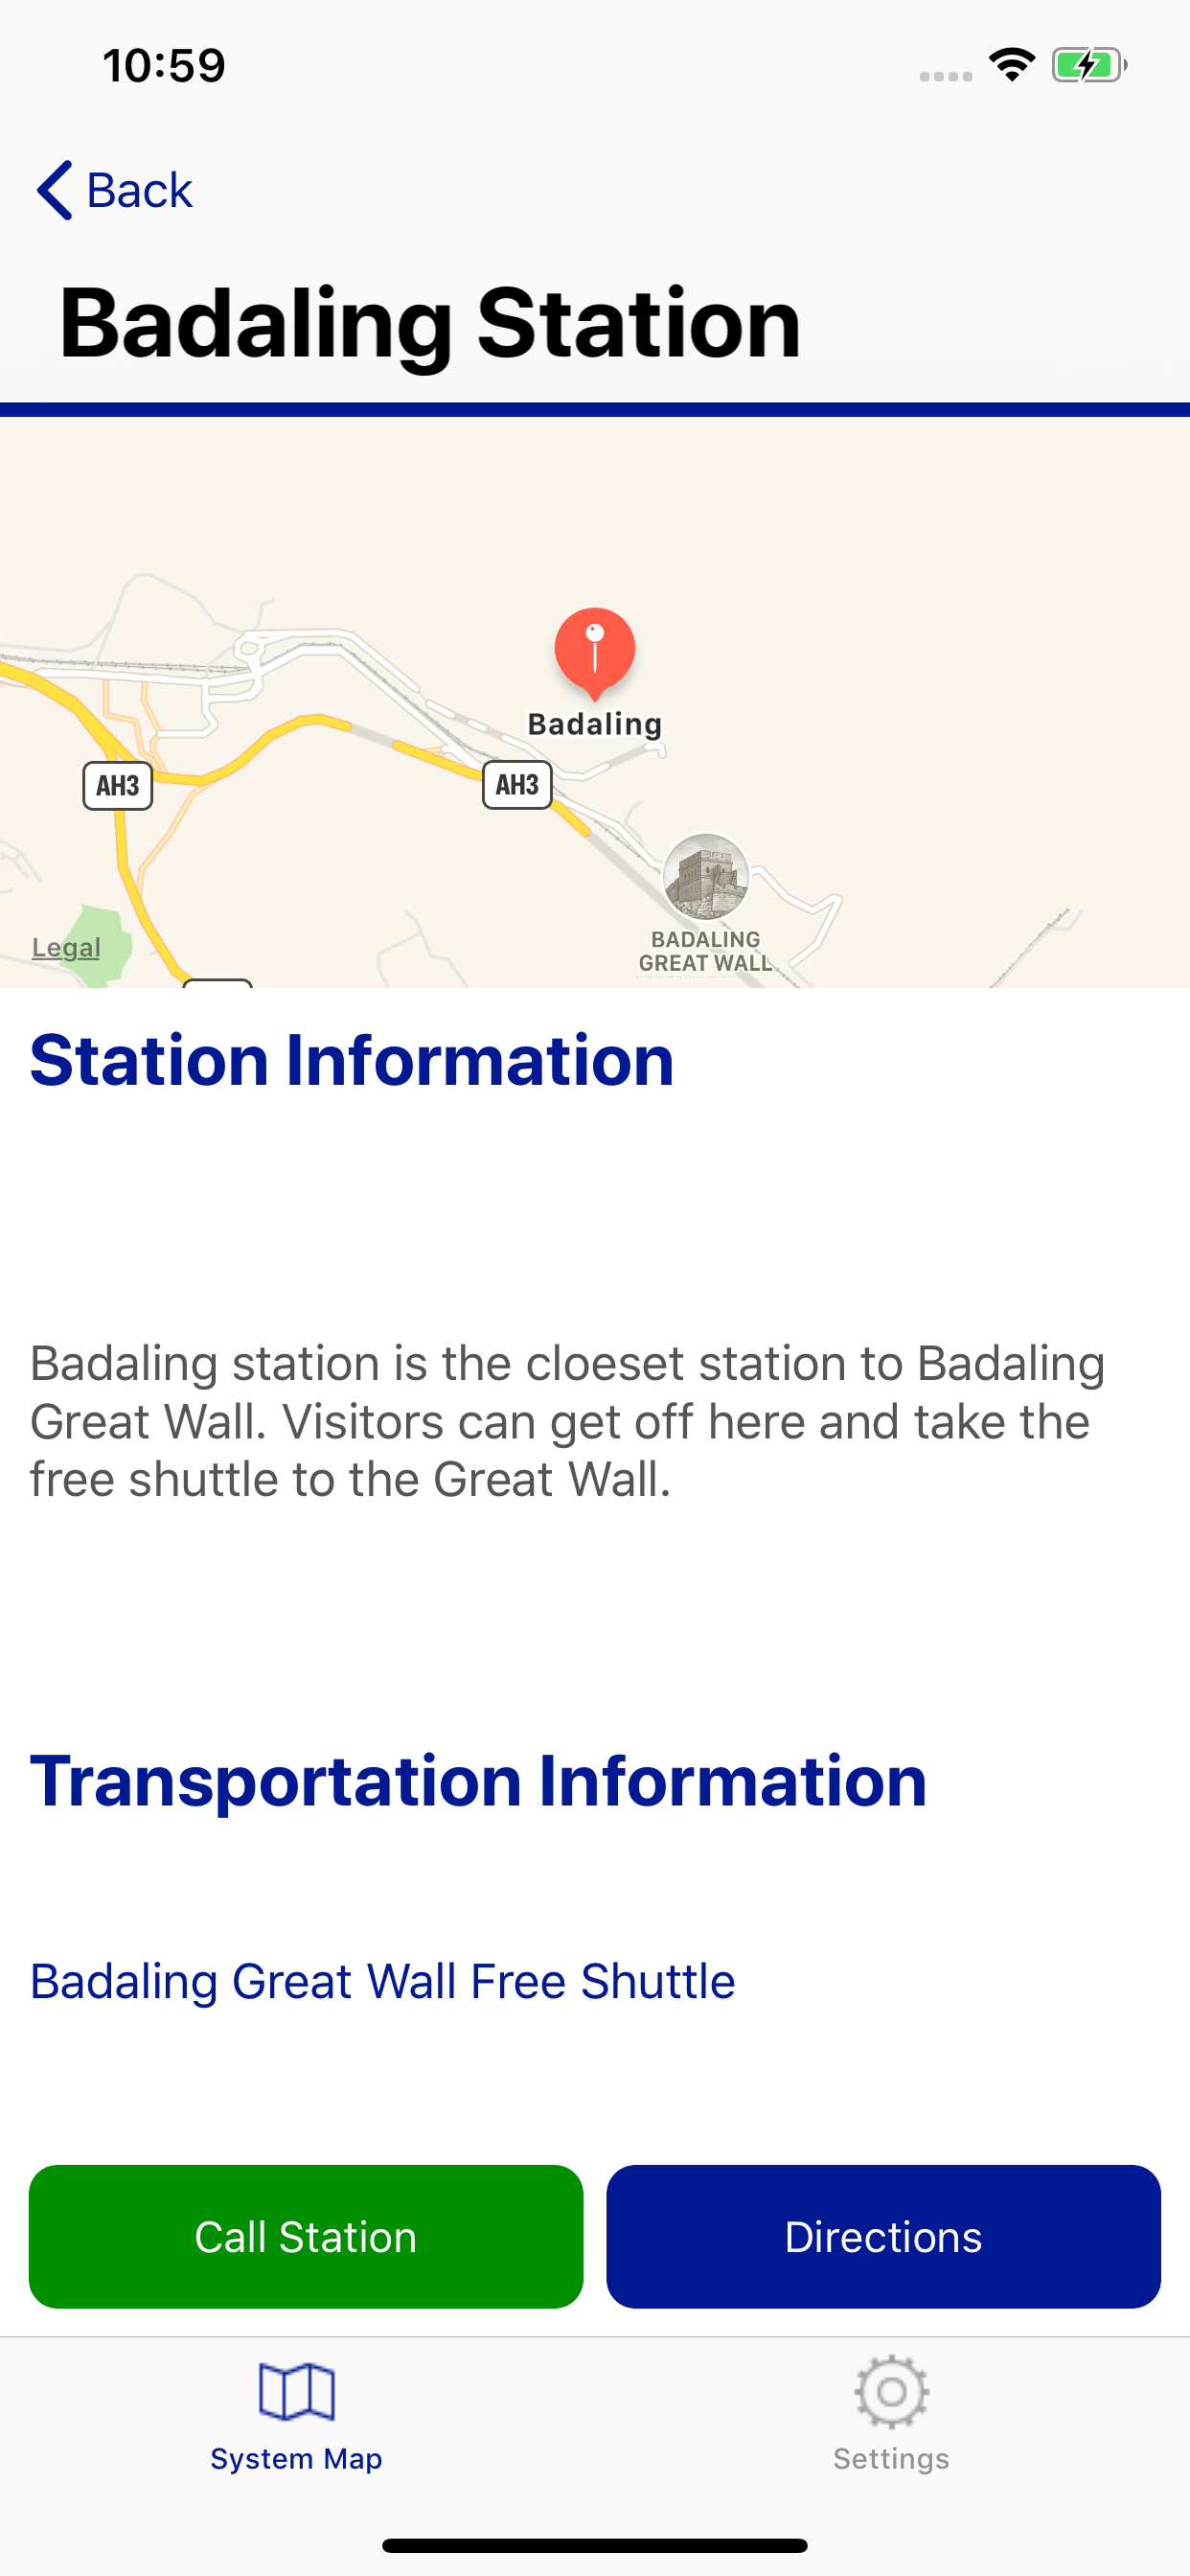 10:59
Back
Badaling Station
Badaling
AH3
AH3
BADALING
GREAT WALL
Legal
Station Information
Badaling station is the cloeset station to Badaling
Great Wall. Visitors can get off here and take the
free shuttle to the Great Wall.
Transportation Information
Badaling Great Wall Free Shuttle
Call Station
Directions
System Map
Settings